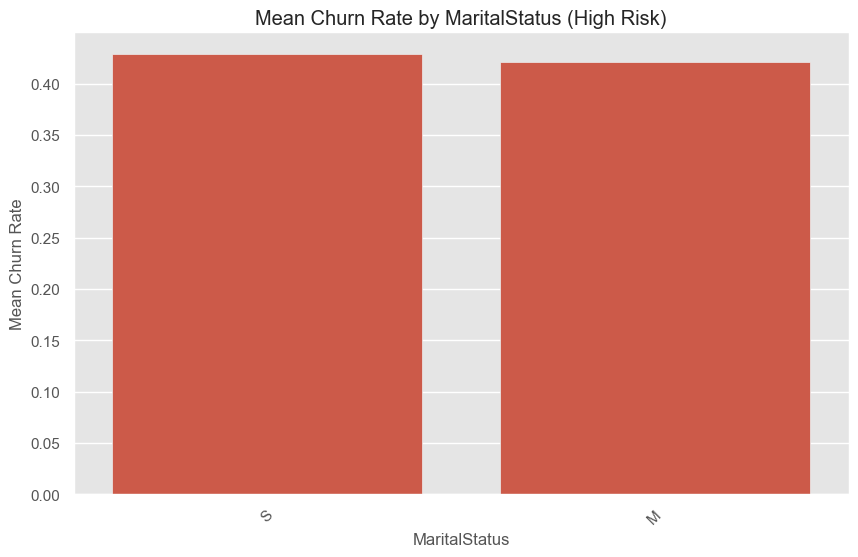 Mean Churn Rate by MaritalStatus (High Risk)
Mean Churn Rate
0.40
0.35
0.30
0.25
0.20
0.15
0.10
0.05
0.00
S
M
MaritalStatus